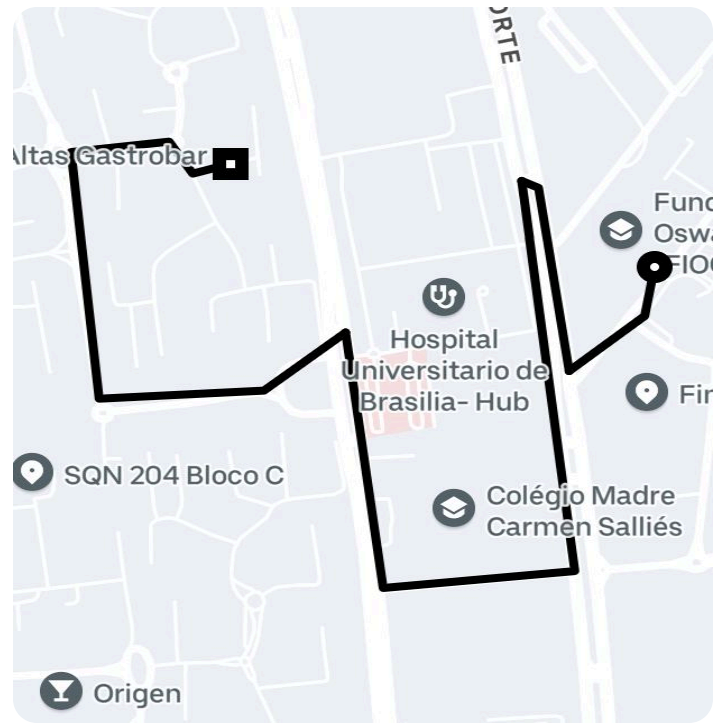 ORTE
Altas Gastrobar
Func
Oswa
FIOC
Hospital
Universitario de
Brasilia- Hub
Fir
SQN 204 Bloco C
Colégio Madre
Carmen Salliés
Origen